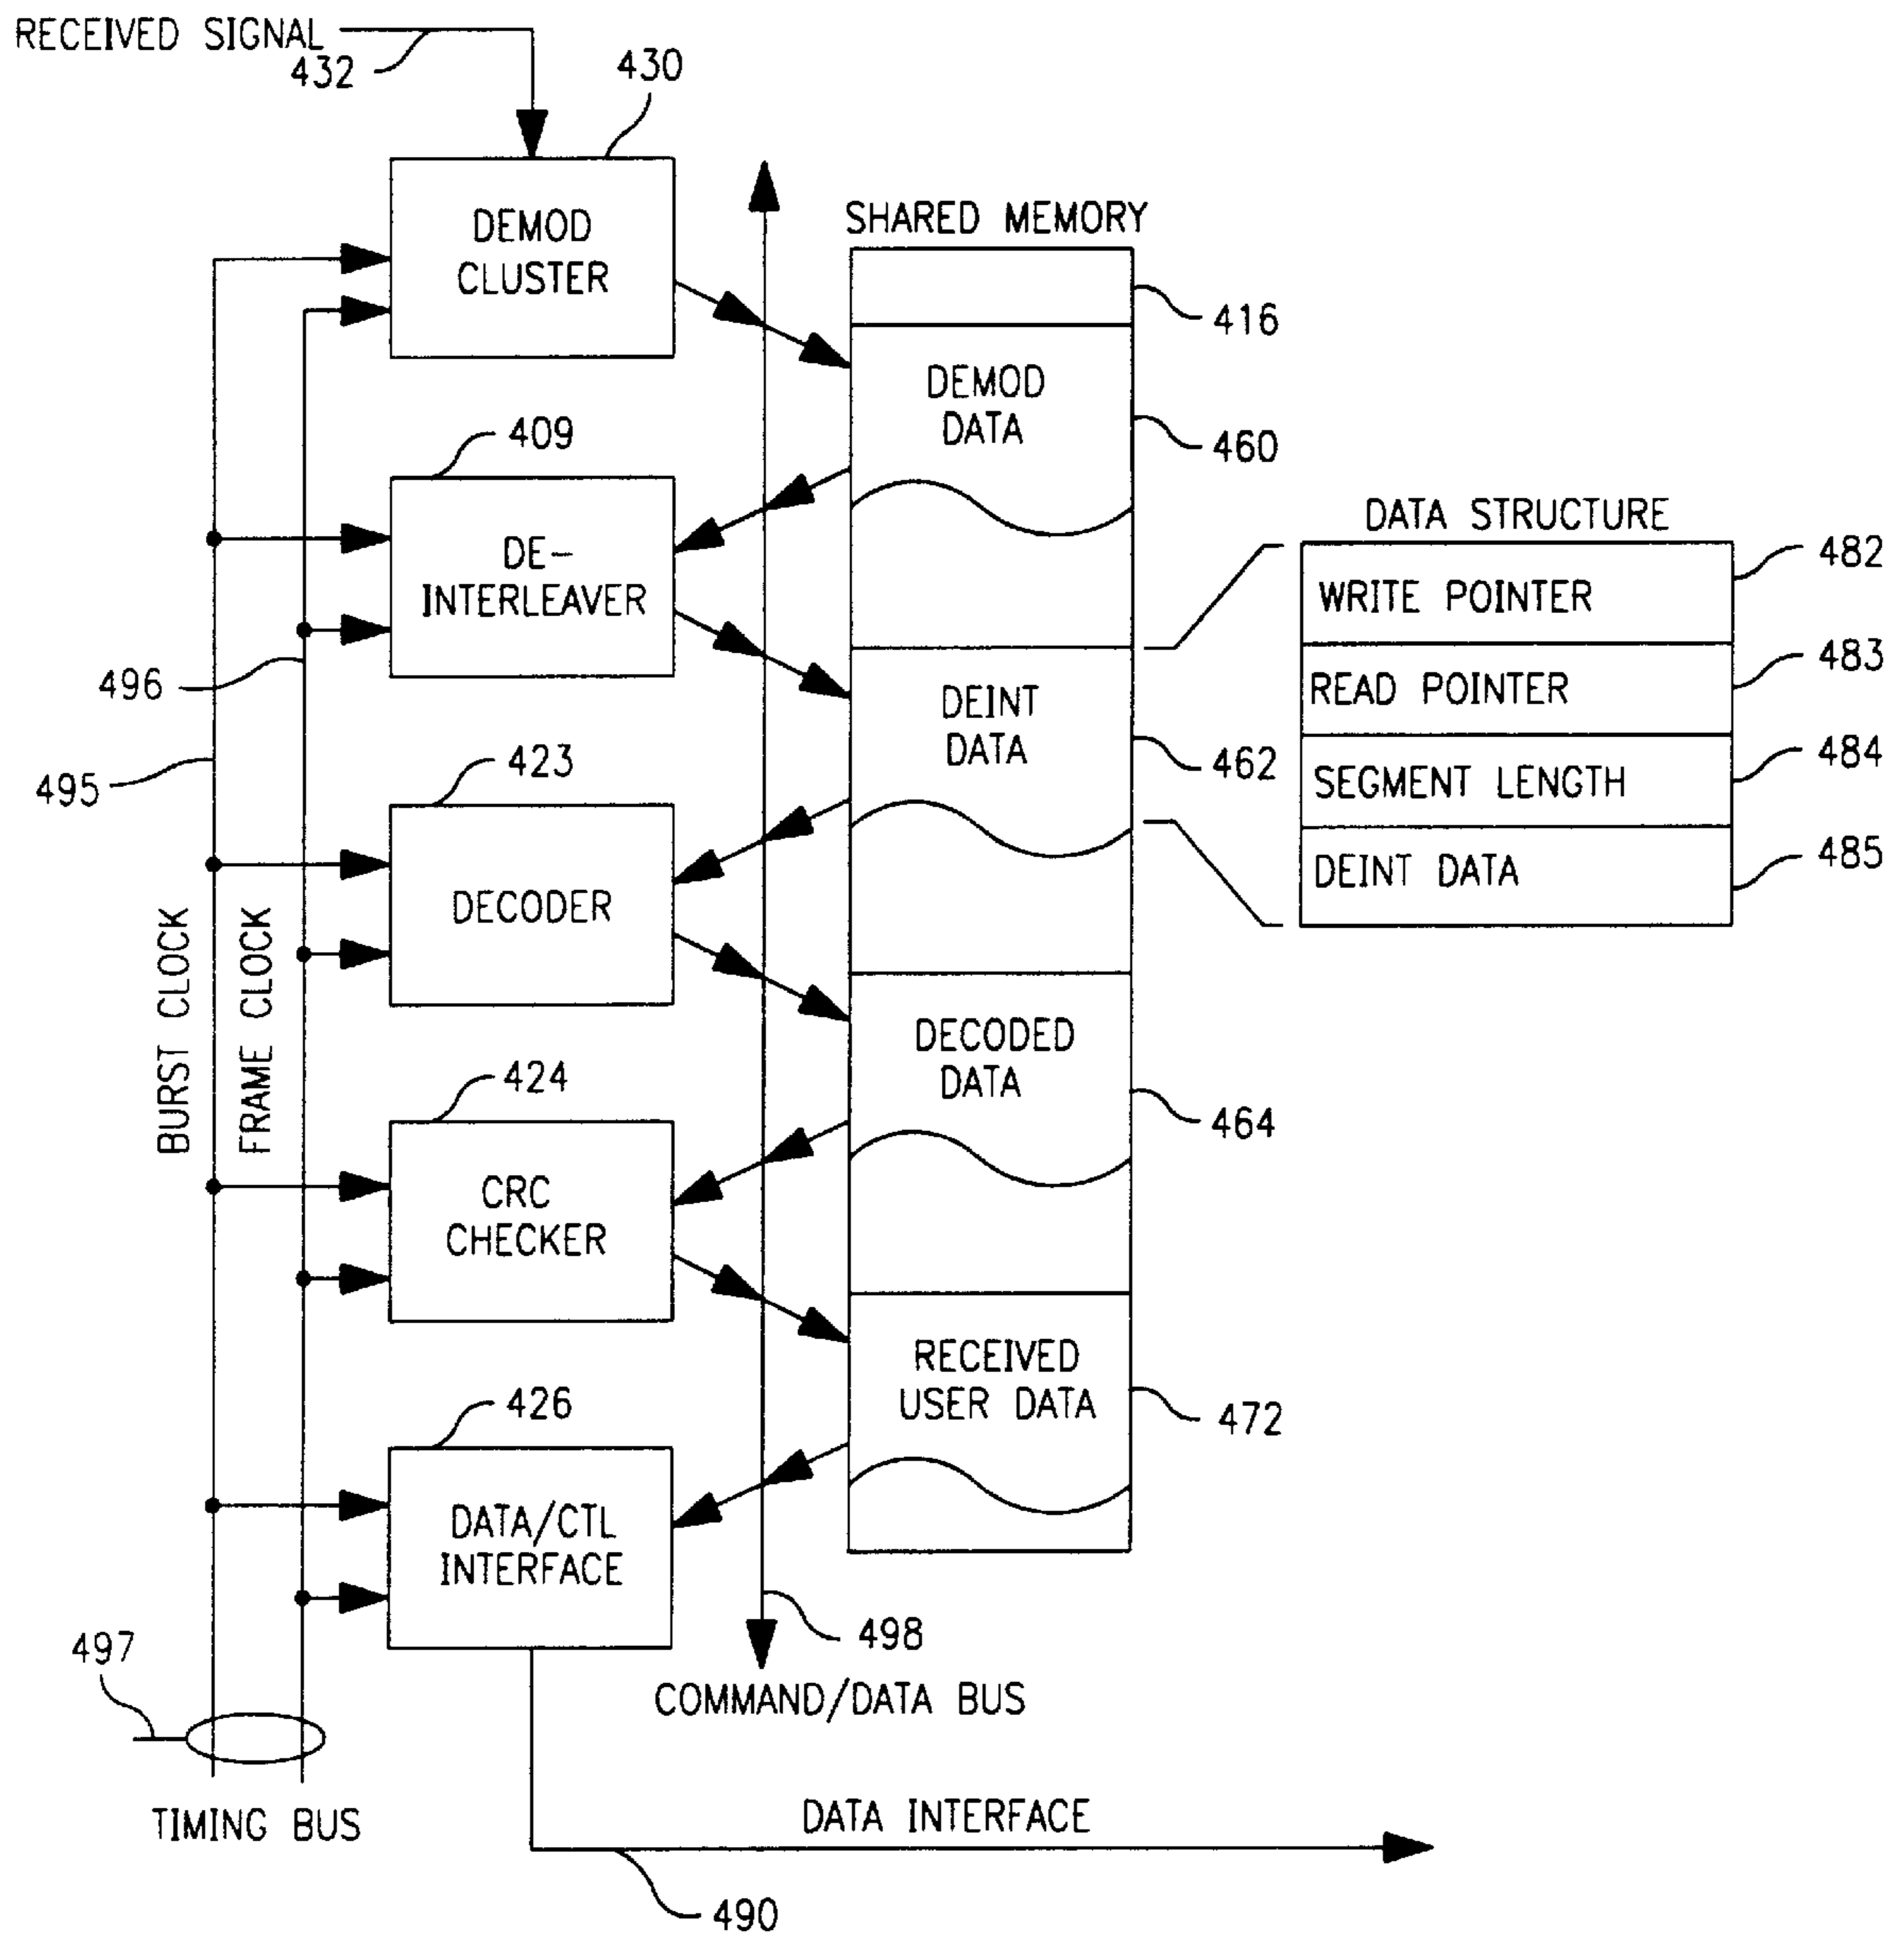 RECEIVED SIGNAL
432
430
DEMOD
CLUSTER
SHARED MEMORY
416
DEMOD
DATA
460
409
DE-
INTERLEAVER
DATA STRUCTURE
WRITE POINTER
482
READ POINTER
483
SEGMENT LENGTH
484
DEINT DATA
485
496
495
DEINT
DATA
462
423
DECODER
BURST CLOCK
FRAME CLOCK
DECODED
DATA
464
424
CRC
CHECKER
RECEIVED
USER DATA
472
426
DATA/CTL
INTERFACE
498
COMMAND/DATA BUS
497
TIMING BUS
DATA INTERFACE
490